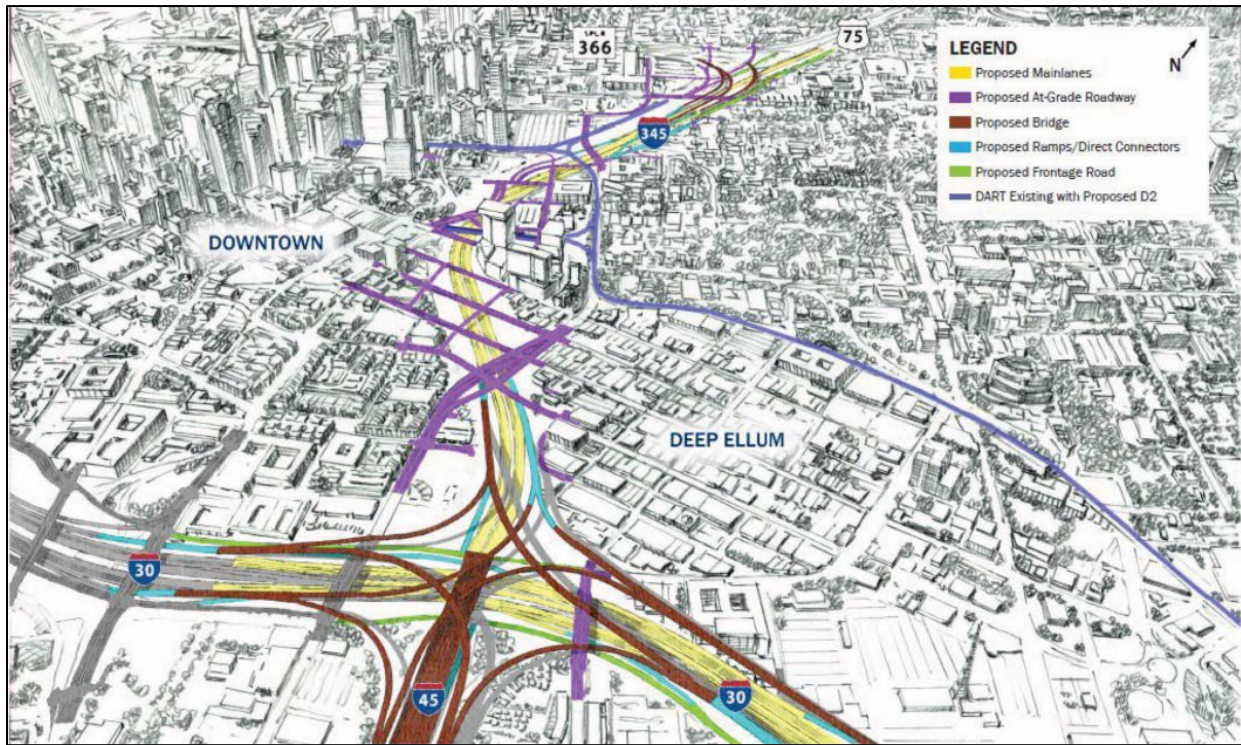 SPUR
366
75
345
LEGEND
N
Proposed Mainlanes
Proposed At-Grade Roadway
Proposed Bridge
Proposed Ramps/Direct Connectors
Proposed Frontage Road
DART Existing with Proposed D2
DOWNTOWN
DEEP ELLUM
30
45
30